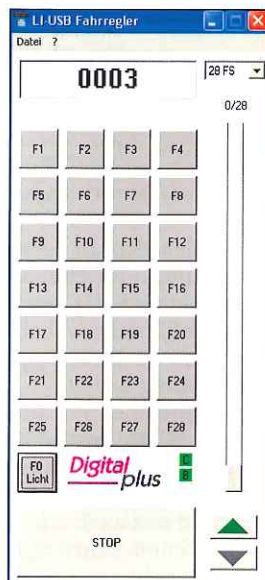 LI-USB Fahrregler
Datei ?
0003
28 FS
0/28
F1 F2 F3 F4
F5 F6 F7 F8
F9 F10 F11 F12
F13 F14 F15 F16
F17 F18 F19 F20
F21 F22 F23 F24
F25 F26 F27 F28
F0
Licht
Digital
plus
C
B
STOP